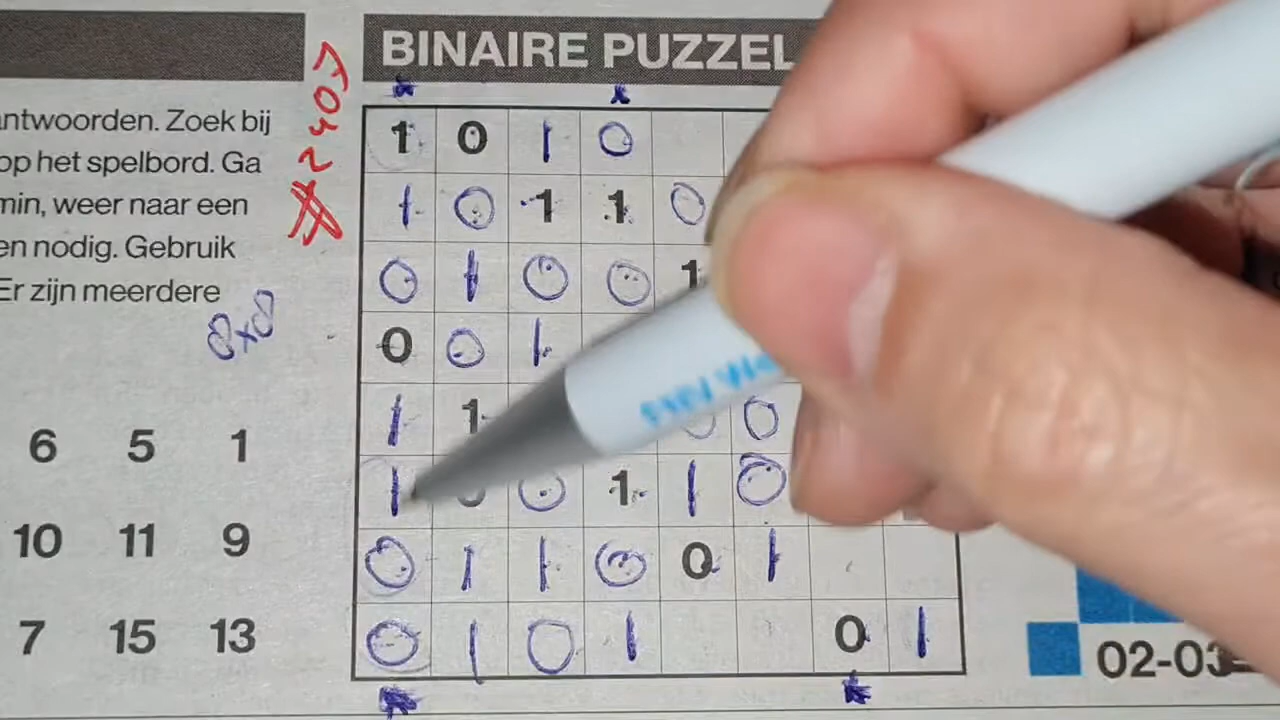 BINAIRE PUZZEL
#2407
antwoorden. Zoek bij
op het spelbord. Ga
min, weer naar een
en nodig. Gebruik
Er zijn meerdere
8x8
1 0 1 0
1 0 1 1 0
0 1 0 0 1
0 0 1
1 1 0
1 0 1 1 0
0 1 1 0 0 1
0 1 0 1 0 1
6 5 1
10 11 9
7 15 13
02-03